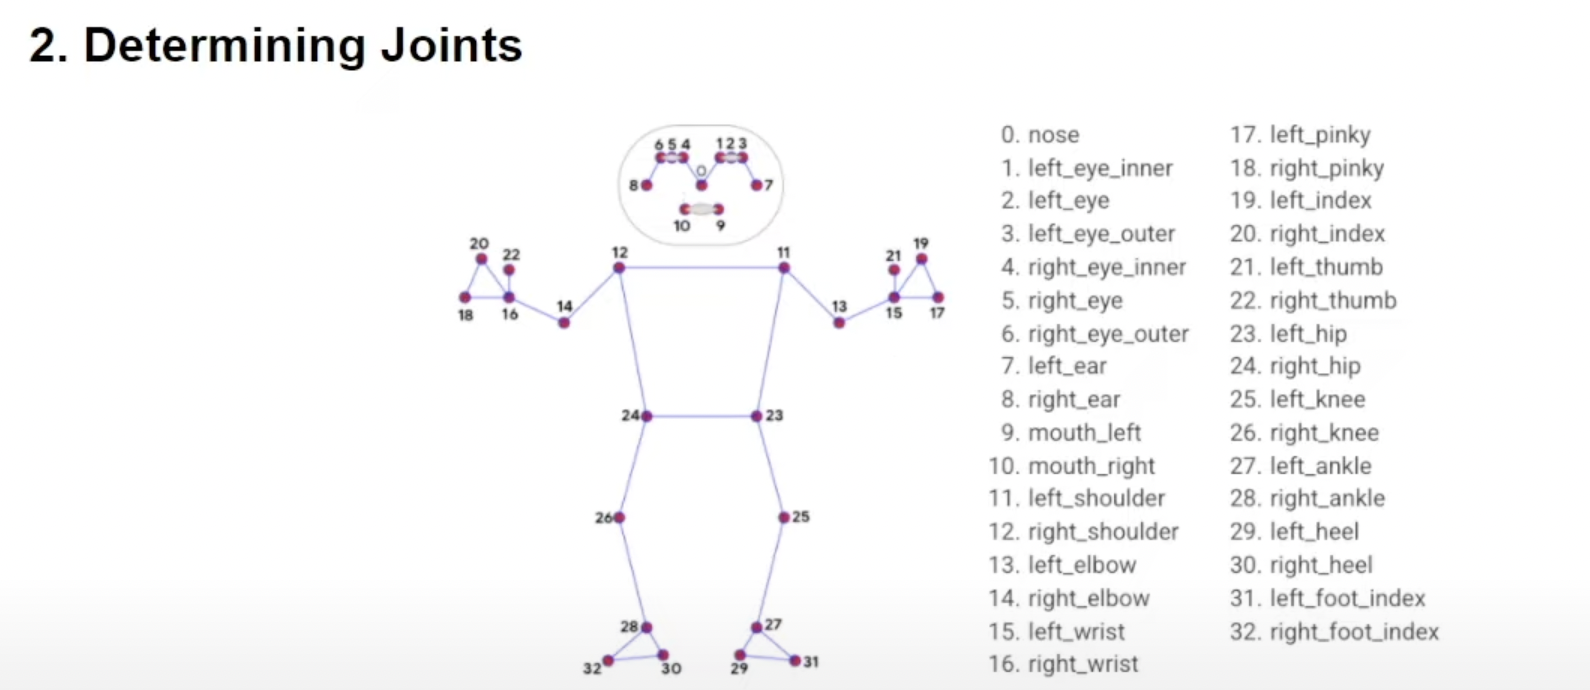 2. Determining Joints
6 5 4 1 2 3
0
8 7
10 9
20 22 12 11 21 19
14 13
18 16 15 17
24 23
26 25
28 27
32 30 29 31
0. nose
1. left_eye_inner
2. left_eye
3. left_eye_outer
4. right_eye_inner
5. right_eye
6. right_eye_outer
7. left_ear
8. right_ear
9. mouth_left
10. mouth_right
11. left_shoulder
12. right_shoulder
13. left_elbow
14. right_elbow
15. left_wrist
16. right_wrist
17. left_pinky
18. right_pinky
19. left_index
20. right_index
21. left_thumb
22. right_thumb
23. left_hip
24. right_hip
25. left_knee
26. right_knee
27. left_ankle
28. right_ankle
29. left_heel
30. right_heel
31. left_foot_index
32. right_foot_index